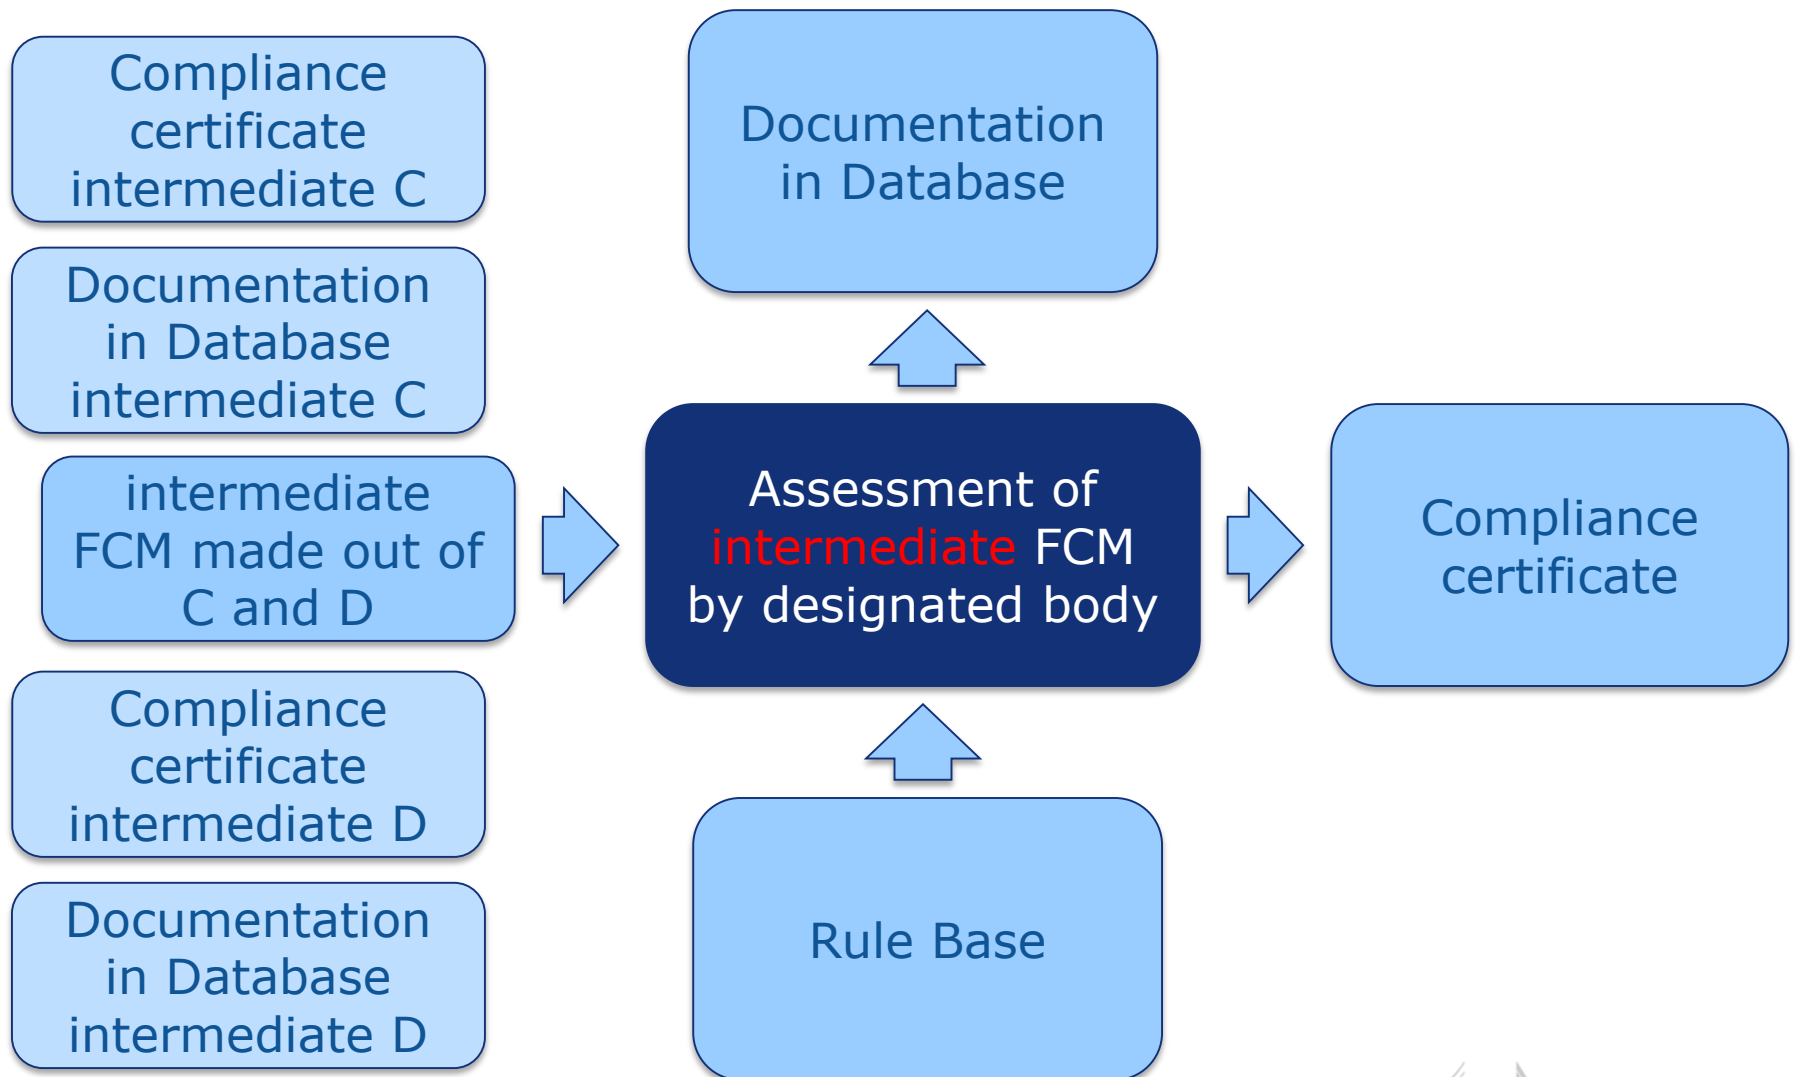 Compliance
certificate
intermediate C
Documentation
in Database
intermediate C
intermediate
FCM made out of
C and D
Compliance
certificate
intermediate D
Documentation
in Database
intermediate D
Documentation
in Database
Assessment of
intermediate FCM
by designated body
Rule Base
Compliance
certificate